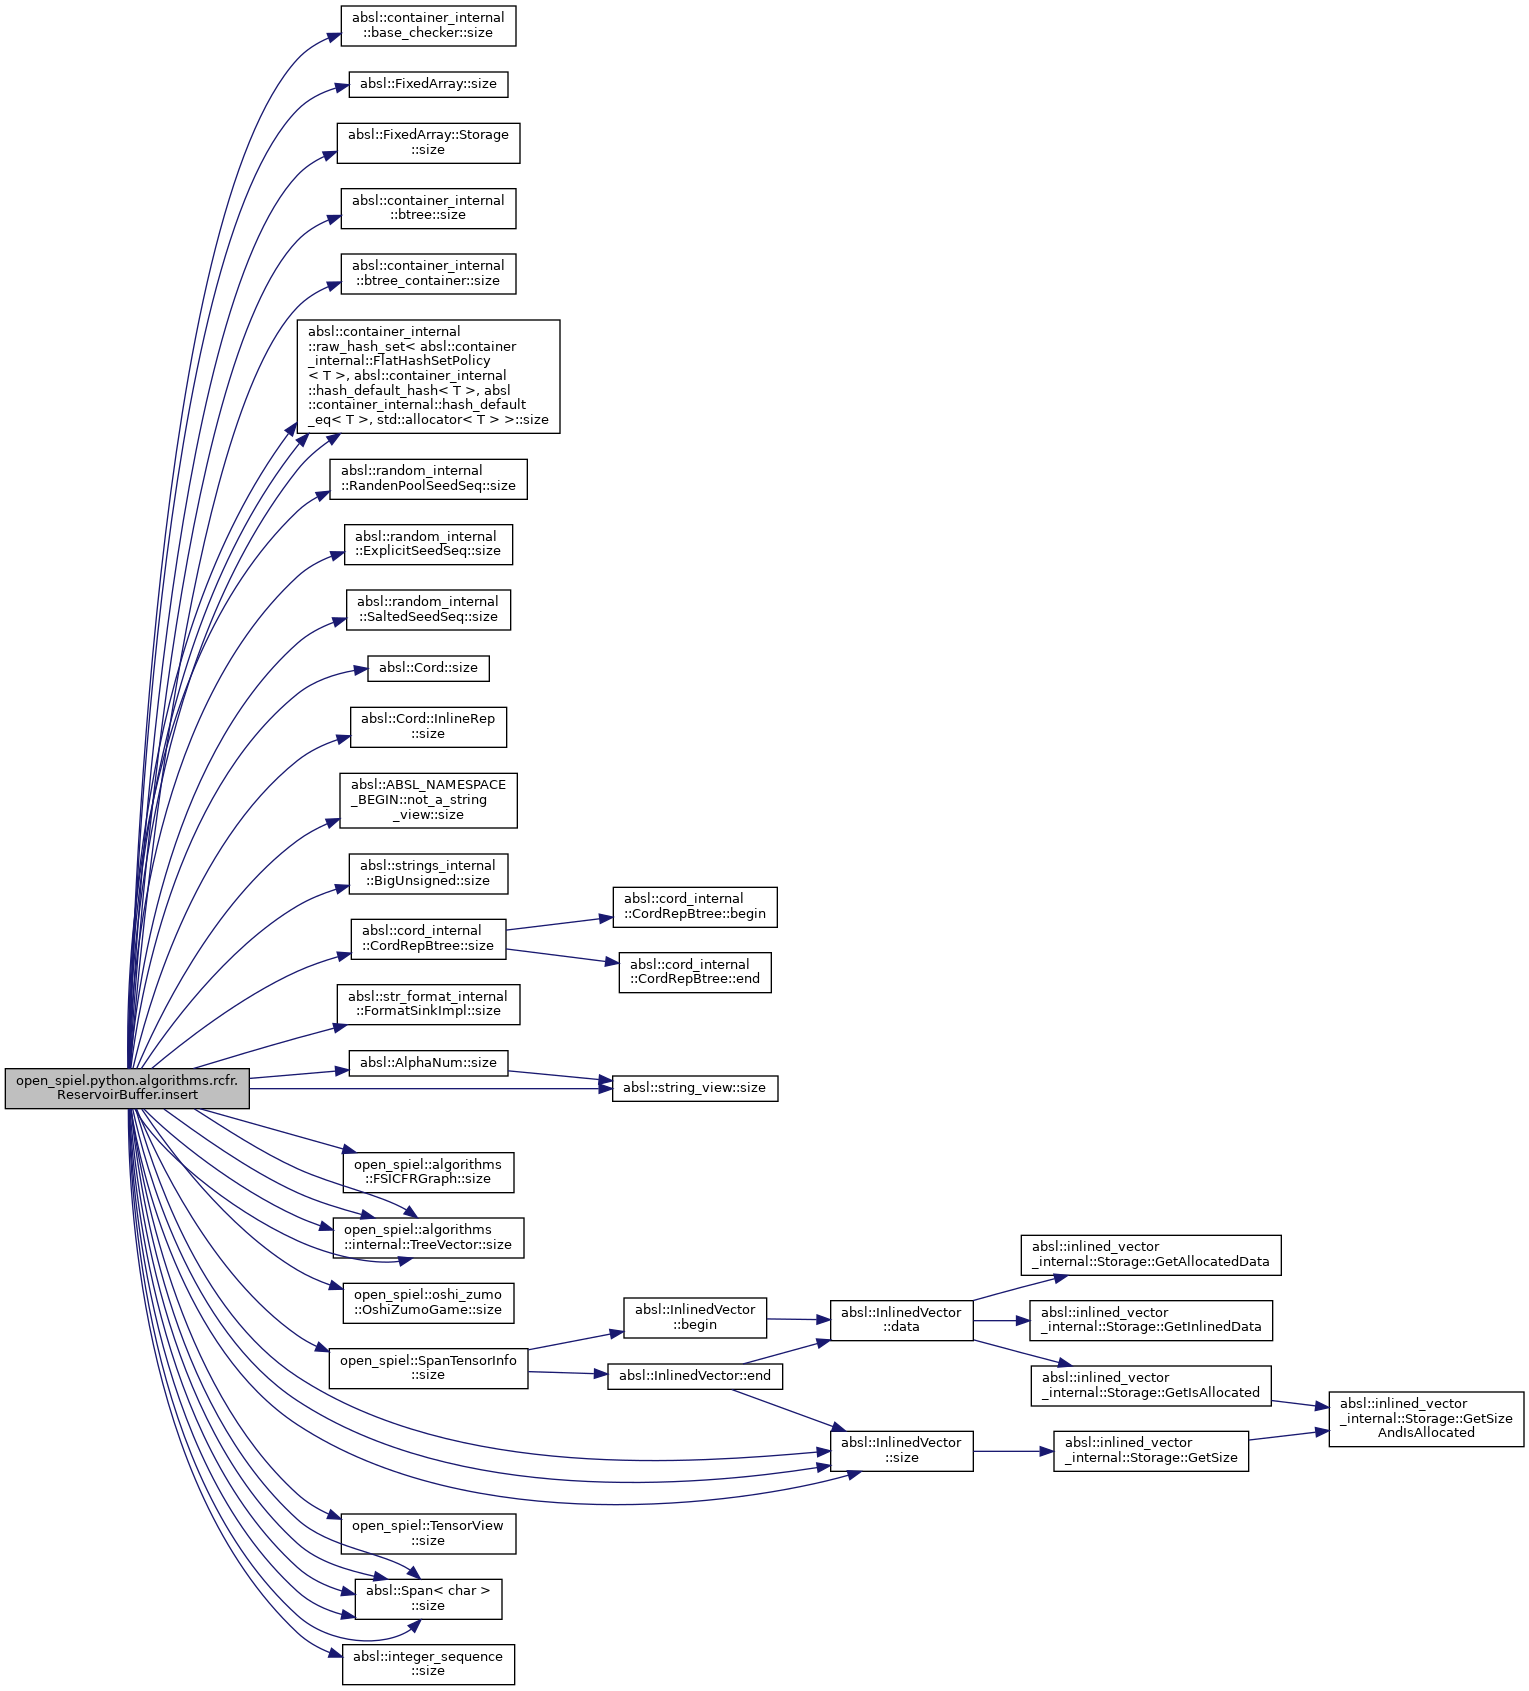 absl::container_internal
::base_checker::size
absl::FixedArray::size
absl::FixedArray::Storage
::size
absl::container_internal
::btree::size
absl::container_internal
::btree_container::size
absl::container_internal
::raw_hash_set< absl::container
_internal::FlatHashSetPolicy
< T >, absl::container_internal
::hash_default_hash< T >, absl
::container_internal::hash_default
_eq< T >, std::allocator< T > >::size
absl::random_internal
::RandenPoolSeedSeq::size
absl::random_internal
::ExplicitSeedSeq::size
absl::random_internal
::SaltedSeedSeq::size
absl::Cord::size
absl::Cord::InlineRep
::size
absl::ABSL_NAMESPACE
_BEGIN::not_a_string
_view::size
absl::strings_internal
::BigUnsigned::size
absl::cord_internal
::CordRepBtree::size
absl::cord_internal
::CordRepBtree::begin
absl::cord_internal
::CordRepBtree::end
absl::str_format_internal
::FormatSinkImpl::size
absl::AlphaNum::size
absl::string_view::size
open_spiel.python.algorithms.rcfr.
ReservoirBuffer.insert
open_spiel::algorithms
::FSICFRGraph::size
open_spiel::algorithms
::internal::TreeVector::size
open_spiel::oshi_zumo
::OshiZumoGame::size
open_spiel::SpanTensorInfo
::size
absl::InlinedVector
::begin
absl::InlinedVector::end
absl::InlinedVector
::data
absl::InlinedVector
::size
absl::inlined_vector
_internal::Storage::GetAllocatedData
absl::inlined_vector
_internal::Storage::GetInlinedData
absl::inlined_vector
_internal::Storage::GetIsAllocated
absl::inlined_vector
_internal::Storage::GetSize
absl::inlined_vector
_internal::Storage::GetSize
AndIsAllocated
open_spiel::TensorView
::size
absl::Span< char >
::size
absl::integer_sequence
::size